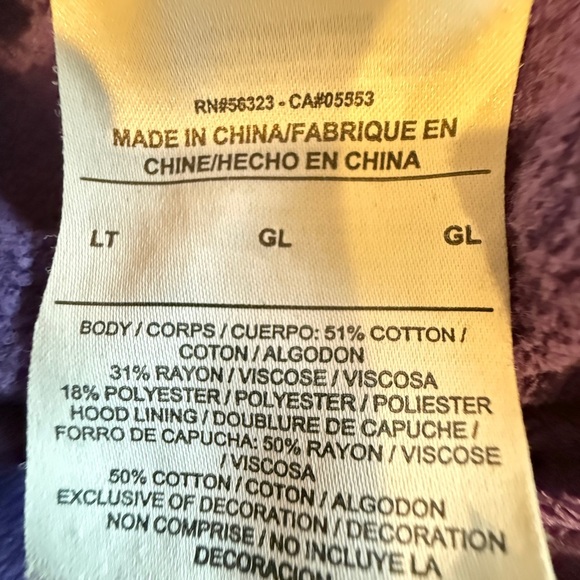 RN#56323 - CA#05553
MADE IN CHINA/FABRIQUE EN
CHINE/HECHO EN CHINA
LT GL GL
BODY / CORPS / CUERPO: 51% COTTON /
COTON / ALGODON
31% RAYON / VISCOSE / VISCOSA
18% POLYESTER / POLYESTER / POLIESTER
HOOD LINING / DOUBLURE DE CAPUCHE /
FORRO DE CAPUCHA: 50% RAYON / VISCOSE
/ VISCOSA
50% COTTON / COTON / ALGODON
EXCLUSIVE OF DECORATION / DECORATION
NON COMPRISE / NO INCLUYE LA
DECORACION